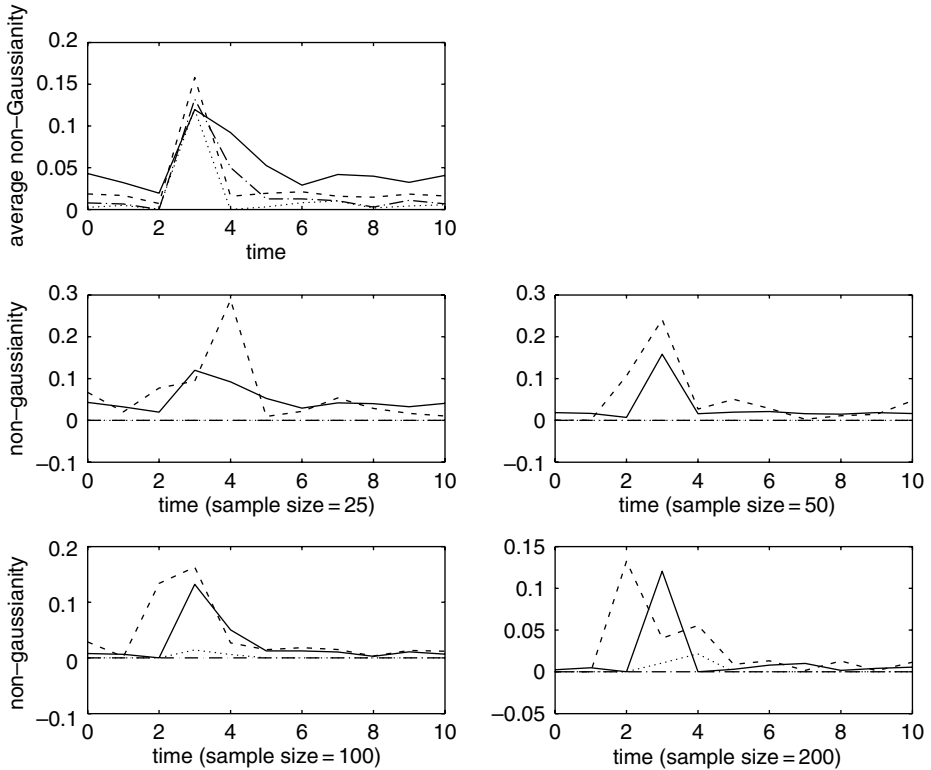 average non–Gaussianity
0.2
0.15
0.1
0.05
0
0 2 4 6 8 10
time
non–gaussianity
0.3
0.2
0.1
0
–0.1
0 2 4 6 8 10
time (sample size = 25)
0.3
0.2
0.1
0
–0.1
0 2 4 6 8 10
time (sample size = 50)
non–gaussianity
0.2
0.1
0
–0.1
0 2 4 6 8 10
time (sample size = 100)
0.15
0.1
0.05
0
–0.05
0 2 4 6 8 10
time (sample size = 200)